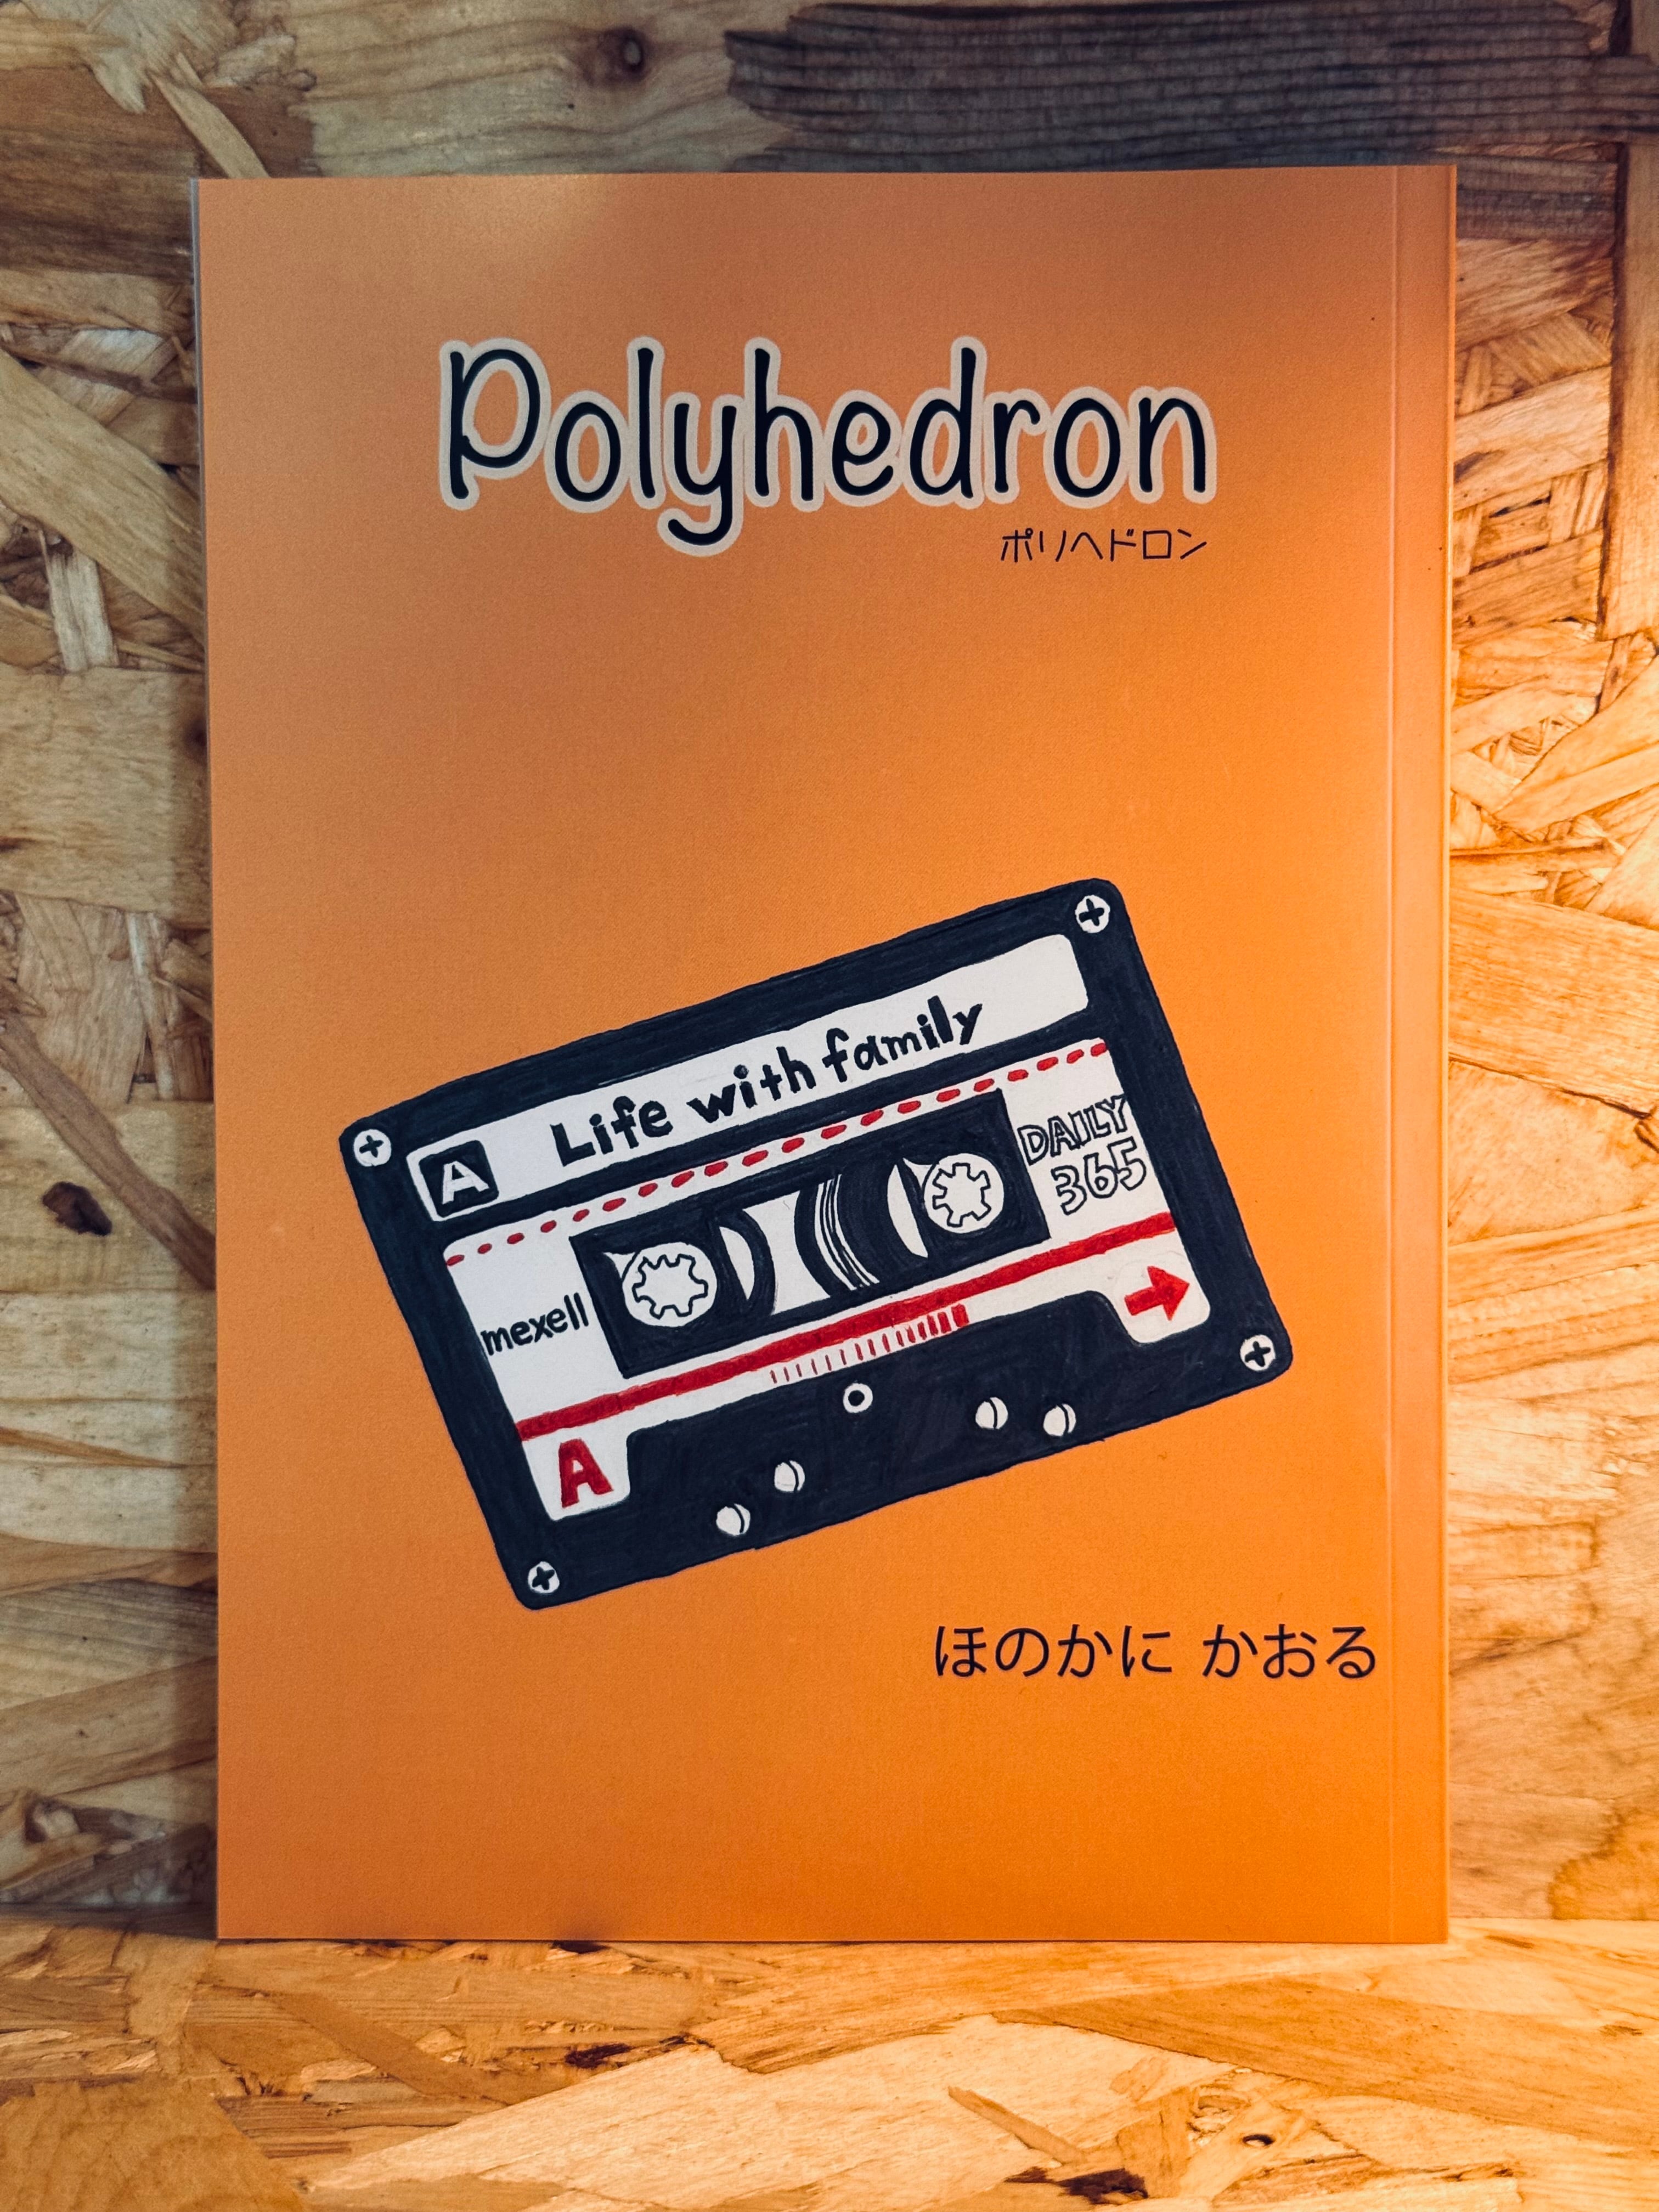 Polyhedron
ポリヘドロン
A Life with family
DAILY
365
mexell
A
ほのかに かおる